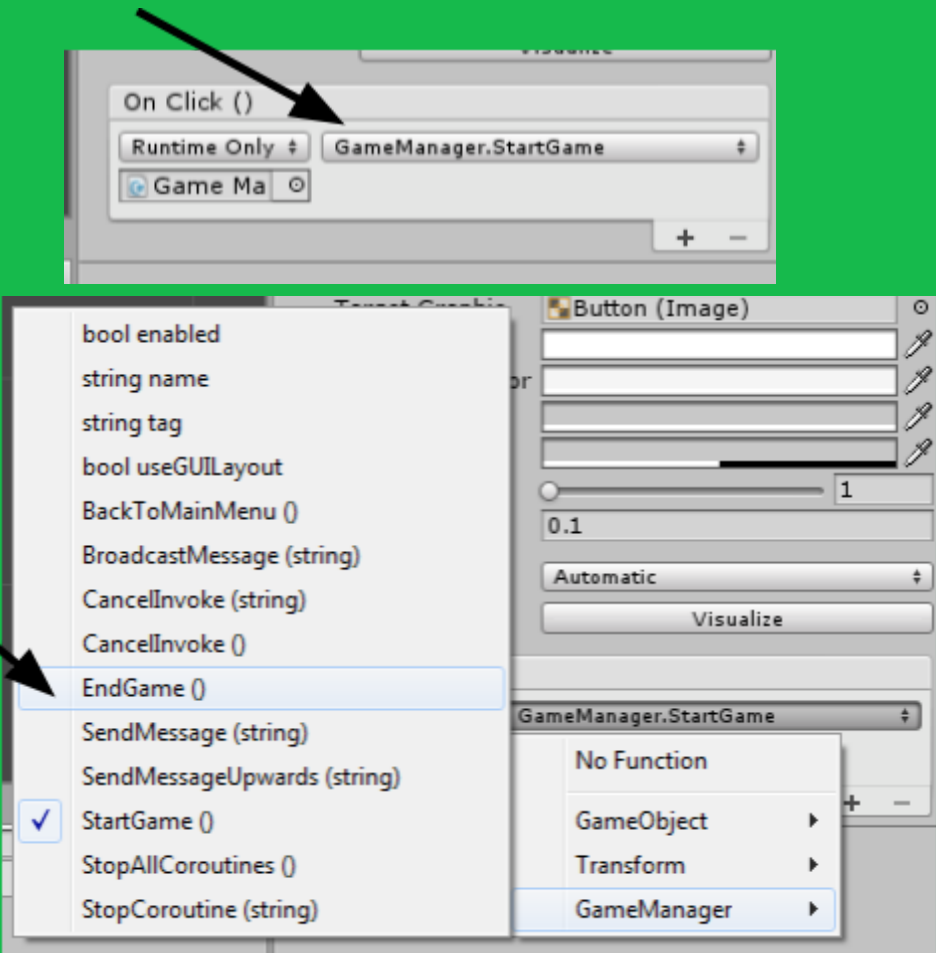 Visualize
On Click ()
Runtime Only
GameManager.StartGame
Game Ma
Target Graphic
Button (Image)
or
1
0.1
Automatic
Visualize
GameManager.StartGame
bool enabled
string name
string tag
bool useGUILayout
BackToMainMenu ()
BroadcastMessage (string)
CancelInvoke (string)
CancelInvoke ()
EndGame ()
SendMessage (string)
SendMessageUpwards (string)
StartGame ()
StopAllCoroutines ()
StopCoroutine (string)
No Function
GameObject
Transform
GameManager